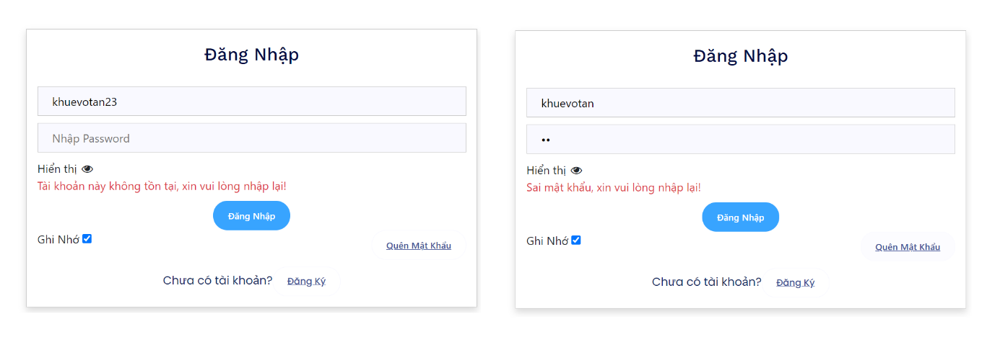 Đăng Nhập
khuevotan23
Nhập Password
Hiển thị
Tài khoản này không tồn tại, xin vui lòng nhập lại!
Đăng Nhập
Ghi Nhớ
Quên Mật Khẩu
Chưa có tài khoản? Đăng Ký
Đăng Nhập
khuevotan
••
Hiển thị
Sai mật khẩu, xin vui lòng nhập lại!
Đăng Nhập
Ghi Nhớ
Quên Mật Khẩu
Chưa có tài khoản? Đăng Ký